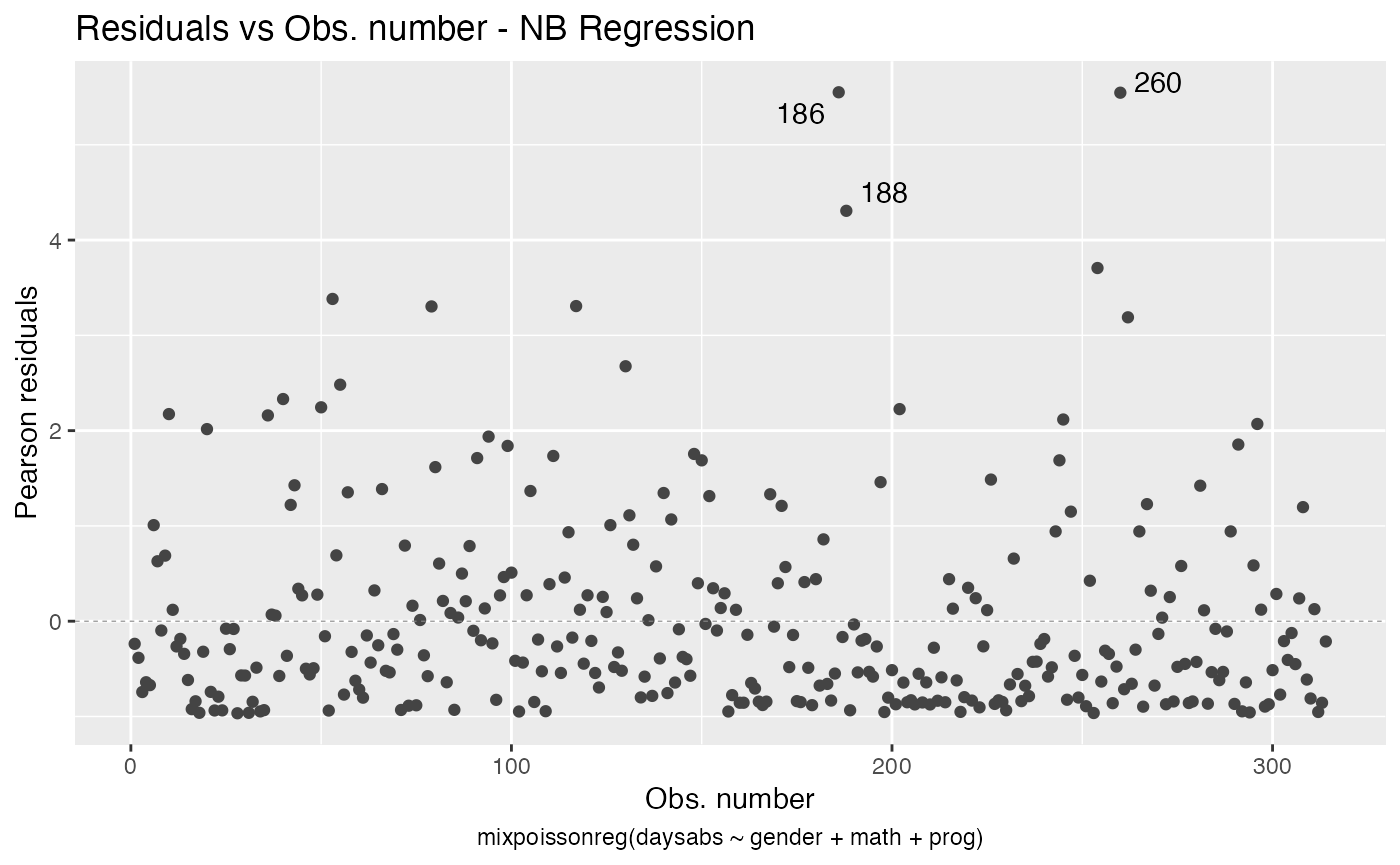 Residuals vs Obs. number - NB Regression
260
186
188
Pearson residuals
4
2
0
0 100 200 300
Obs. number
mixpoissonreg(daysabs ~ gender + math + prog)